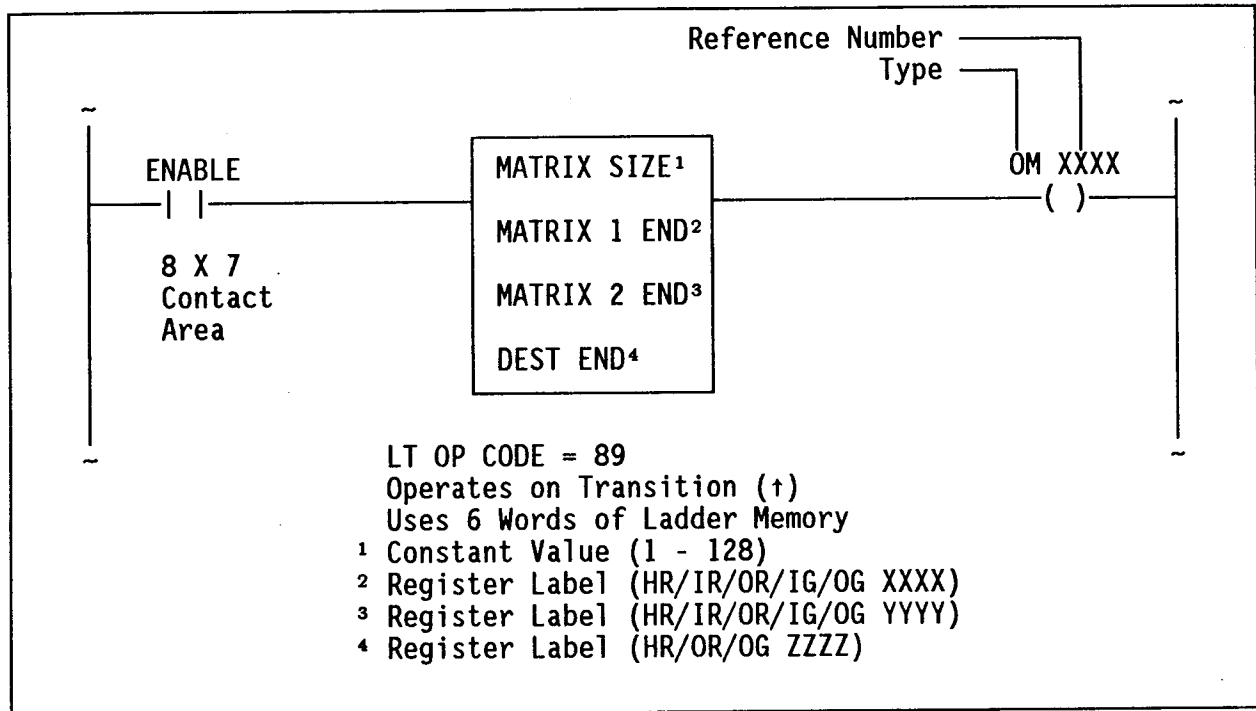 Reference Number
Type
~ ~
ENABLE
OM XXXX
( )
8 X 7
Contact
Area
MATRIX SIZE¹
MATRIX 1 END²
MATRIX 2 END³
DEST END⁴
~ ~
LT OP CODE = 89
Operates on Transition (↑)
Uses 6 Words of Ladder Memory
¹ Constant Value (1 - 128)
² Register Label (HR/IR/OR/IG/OG XXXX)
³ Register Label (HR/IR/OR/IG/OG YYYY)
⁴ Register Label (HR/OR/OG ZZZZ)